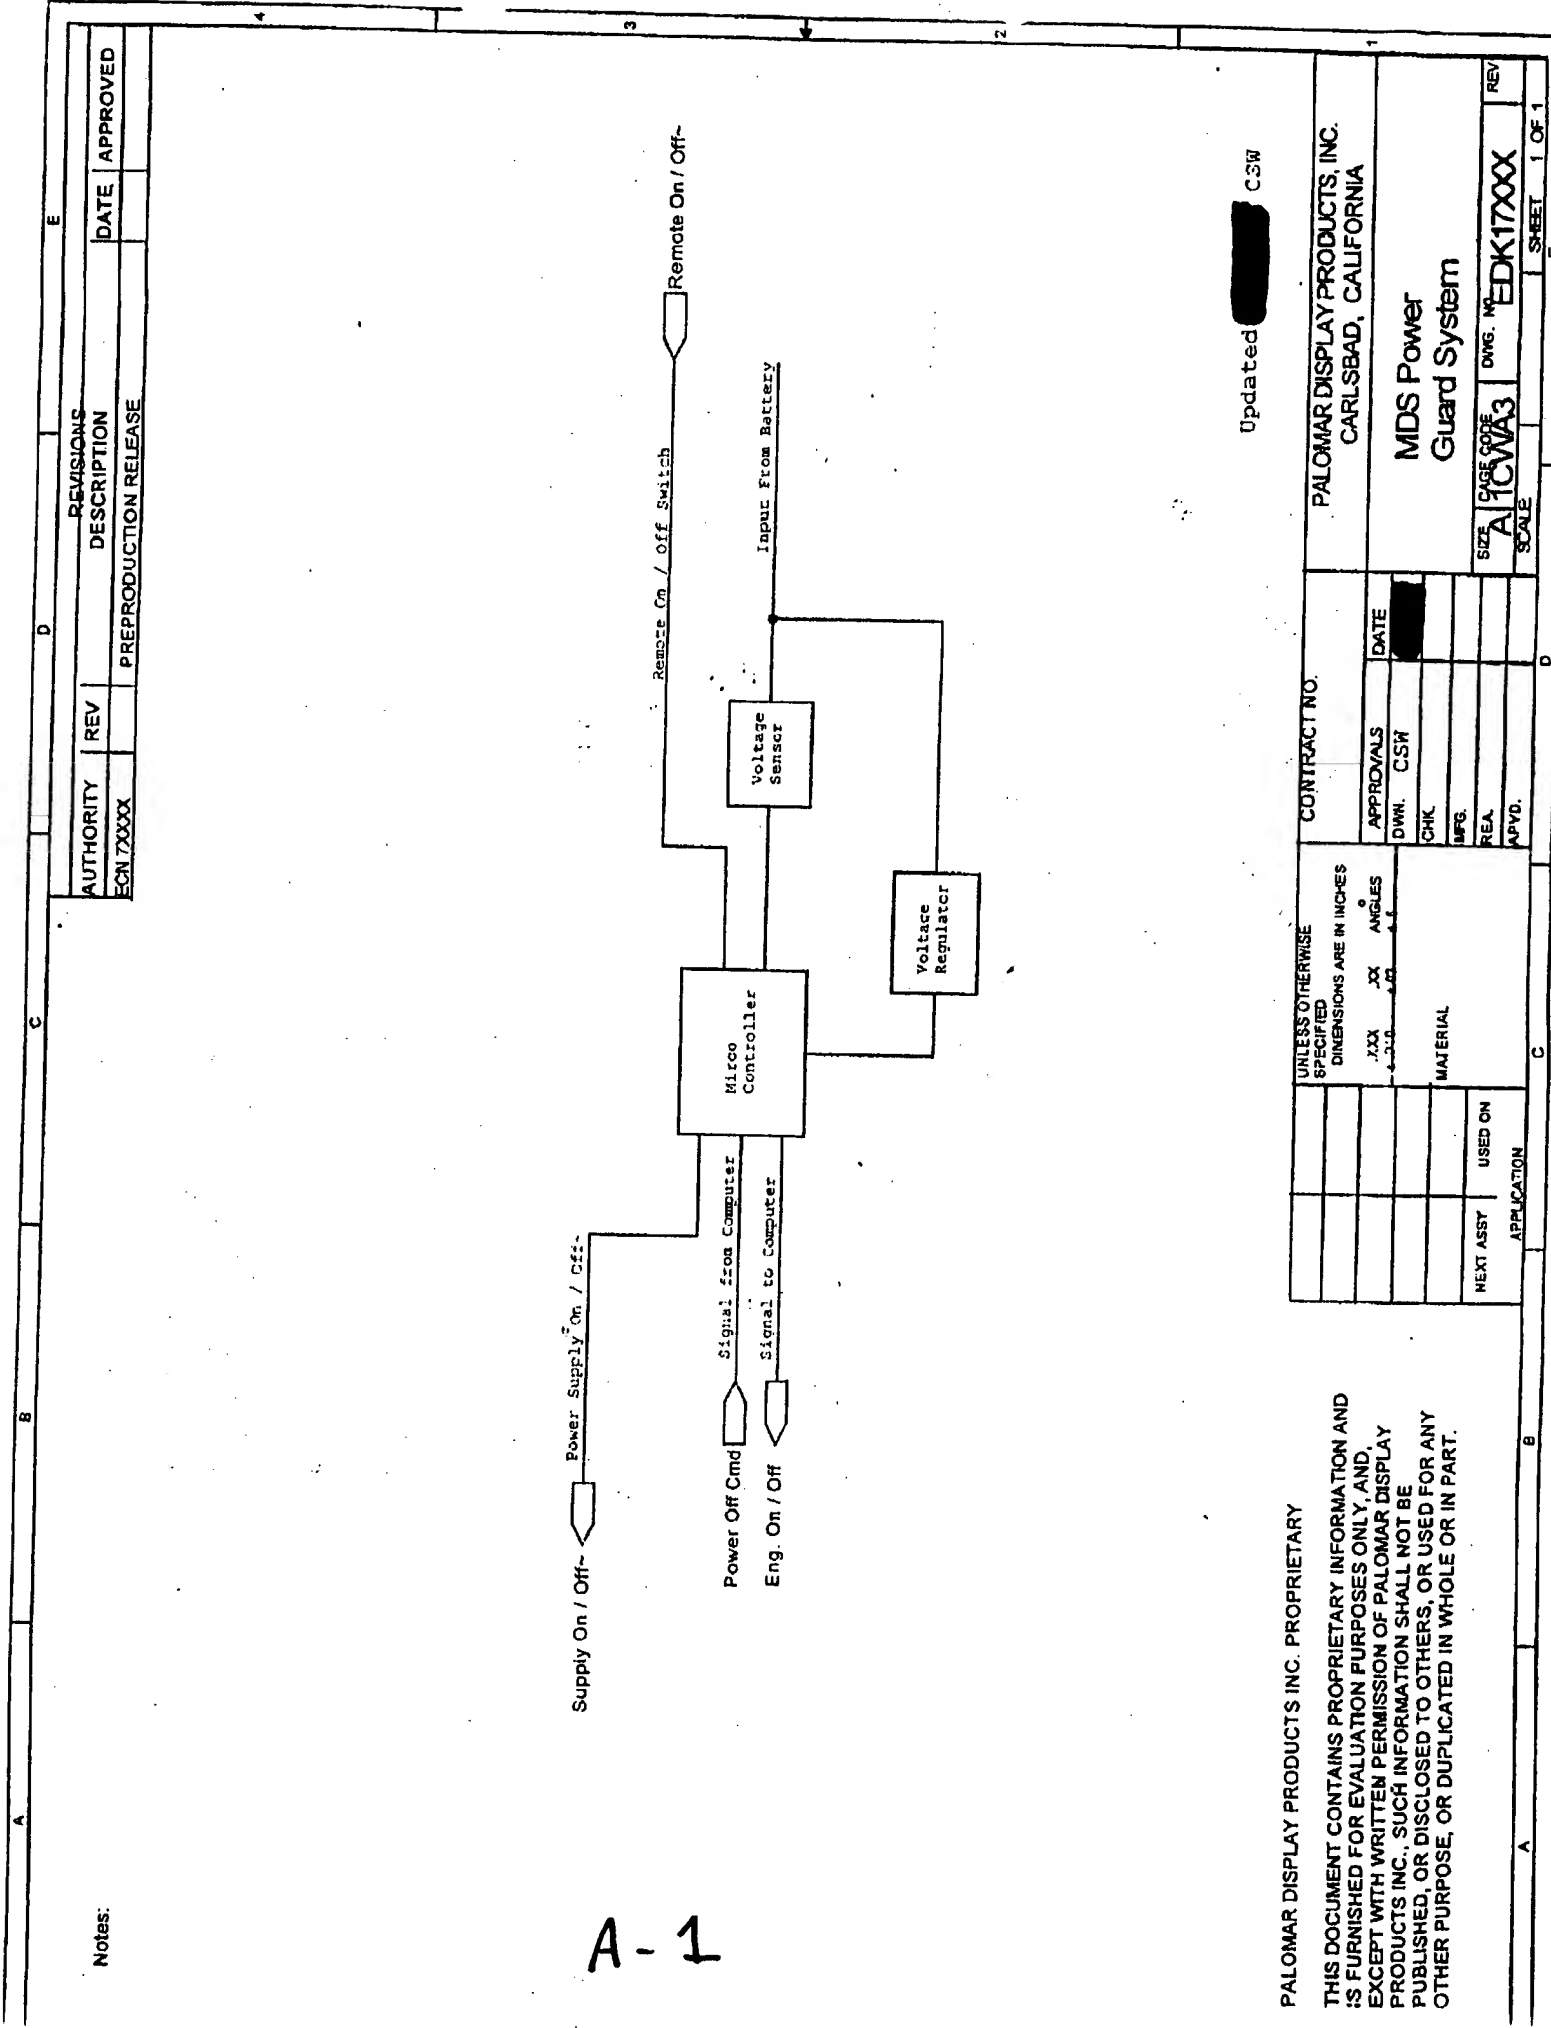 A
B
C
D
E
4
3
2
1
Notes:
REVISIONS
AUTHORITY
REV
DESCRIPTION
DATE
APPROVED
ECN 7XXXX
PREPRODUCTION RELEASE
Supply On / Off~
Power Supply On / Off~
Remote On / Off Switch
Remote On / Off~
Power Off Cmd
Signal from Computer
Eng. On / Off
Signal to Computer
Mirco
Controller
Voltage
Sensor
Input From Battery
Voltage
Regulator
A-1
Updated
CSW
PALOMAR DISPLAY PRODUCTS INC. PROPRIETARY
THIS DOCUMENT CONTAINS PROPRIETARY INFORMATION AND
IS FURNISHED FOR EVALUATION PURPOSES ONLY, AND,
EXCEPT WITH WRITTEN PERMISSION OF PALOMAR DISPLAY
PRODUCTS INC., SUCH INFORMATION SHALL NOT BE
PUBLISHED, OR DISCLOSED TO OTHERS, OR USED FOR ANY
OTHER PURPOSE, OR DUPLICATED IN WHOLE OR IN PART.
NEXT ASSY
USED ON
APPLICATION
UNLESS OTHERWISE
SPECIFIED
DIMENSIONS ARE IN INCHES
.XXX
.XX
ANGLES
MATERIAL
CONTRACT NO.
APPROVALS
DATE
DWN. CSW
CHK.
MFG.
REA.
APVD.
PALOMAR DISPLAY PRODUCTS, INC.
CARLSBAD, CALIFORNIA
MDS Power
Guard System
SIZE
A
CAGE CODE
1CWA3
DWG. NO.
EDK17XXX
REV
SCALE
SHEET 1 OF 1
A
B
C
D